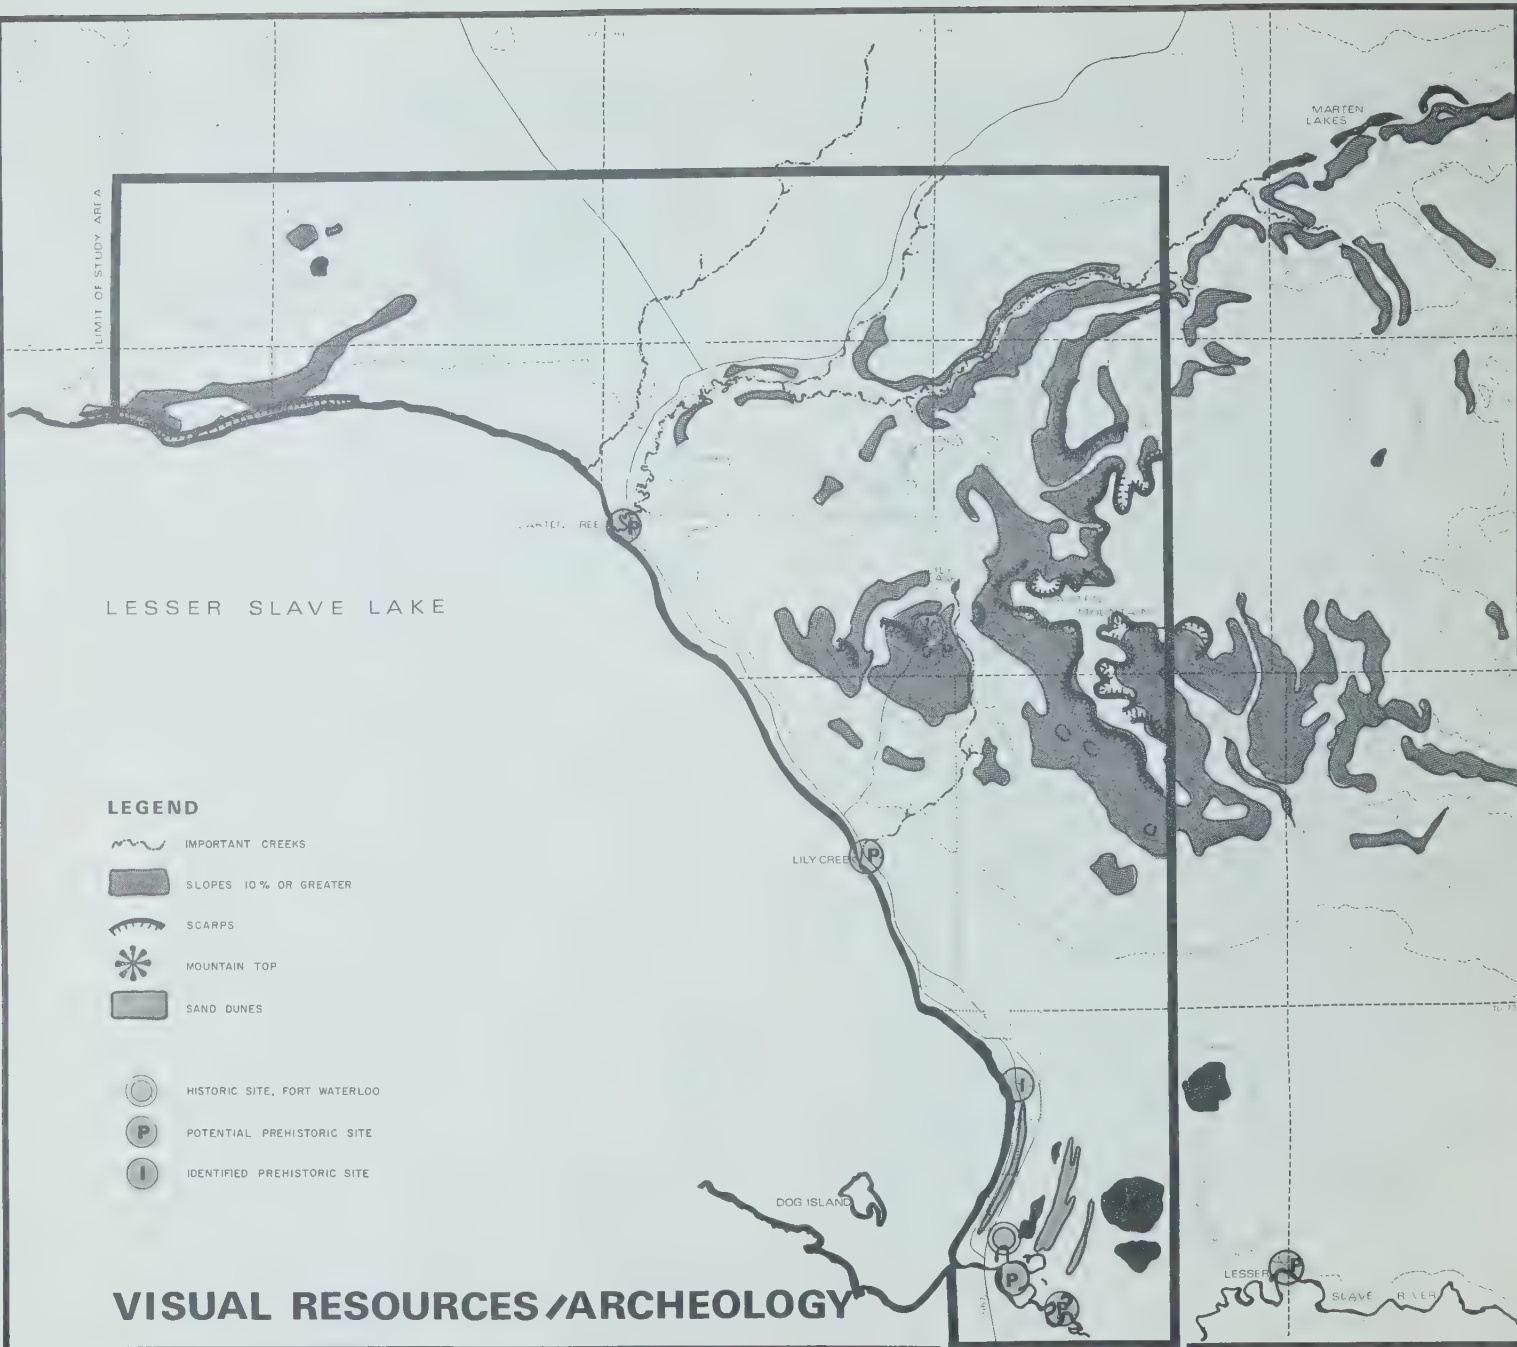 MARTEN
LAKES
LIMIT OF STUDY AREA
LESSER SLAVE LAKE
LEGEND
IMPORTANT CREEKS
SLOPES 10% OR GREATER
SCARPS
MOUNTAIN TOP
SAND DUNES
HISTORIC SITE, FORT WATERLOO
P POTENTIAL PREHISTORIC SITE
I IDENTIFIED PREHISTORIC SITE
P
LILY CREEK
P
I
DOG ISLAND
P
P
P
LESSER
SLAVE RIVER
VISUAL RESOURCES/ARCHEOLOGY